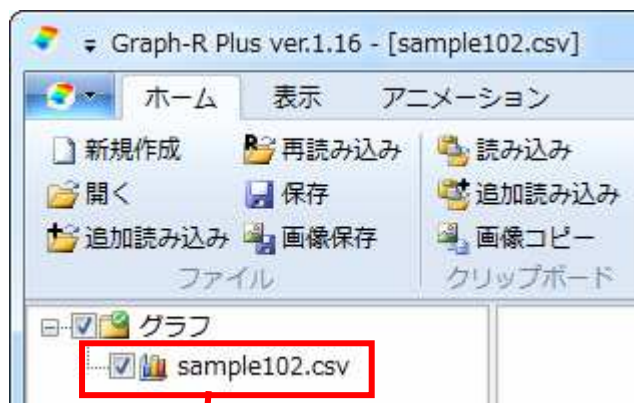 Graph-R Plus ver.1.16 - [sample102.csv]
ホーム 表示 アニメーション
新規作成 再読み込み 読み込み
開く 保存 追加読み込み
追加読み込み 画像保存 画像コピー
ファイル クリップボード
グラフ
sample102.csv